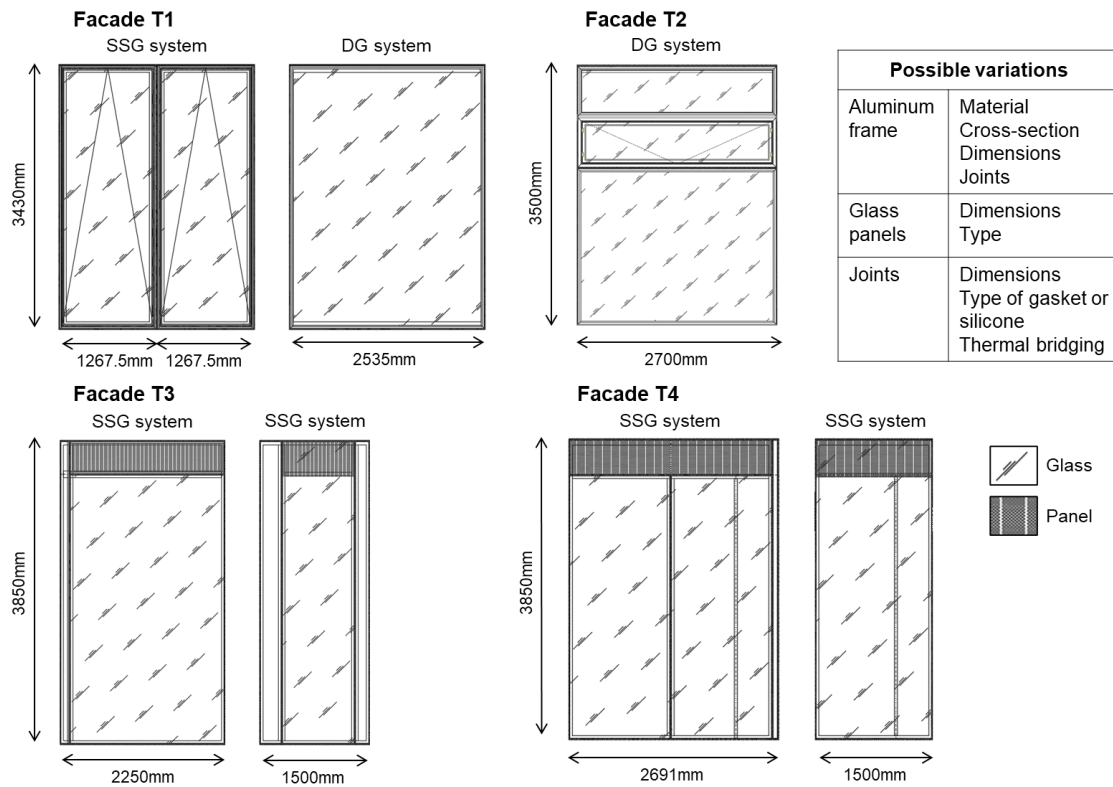 Facade T1
SSG system
DG system
3430mm
1267.5mm
1267.5mm
2535mm
Facade T2
DG system
3500mm
2700mm
Possible variations
Aluminum
frame
Material
Cross-section
Dimensions
Joints
Glass
panels
Dimensions
Type
Joints
Dimensions
Type of gasket or
silicone
Thermal bridging
Facade T3
SSG system
SSG system
3850mm
2250mm
1500mm
Facade T4
SSG system
SSG system
3850mm
2691mm
1500mm
Glass
Panel